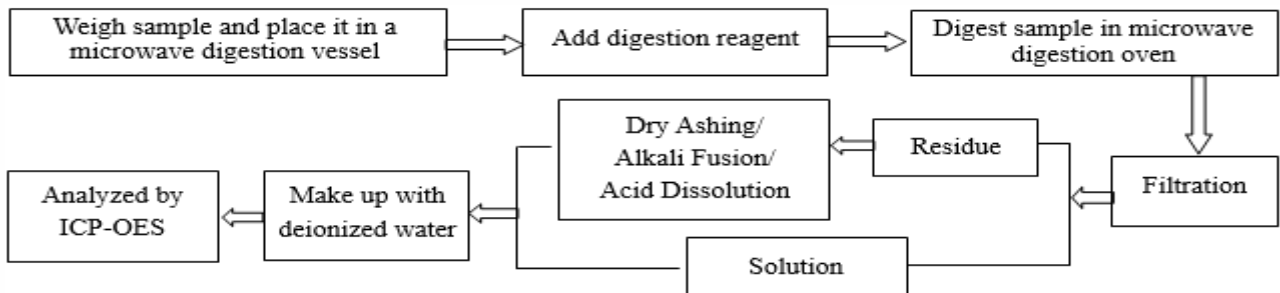 Weigh sample and place it in a
microwave digestion vessel
Add digestion reagent
Digest sample in microwave
digestion oven
Filtration
Residue
Dry Ashing/
Alkali Fusion/
Acid Dissolution
Solution
Make up with
deionized water
Analyzed by
ICP-OES